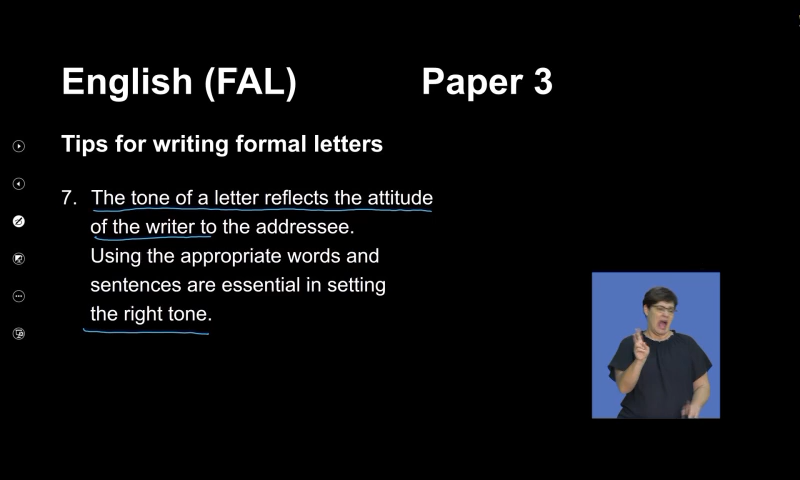 English (FAL) Paper 3
Tips for writing formal letters
7. The tone of a letter reflects the attitude
of the writer to the addressee.
Using the appropriate words and
sentences are essential in setting
the right tone.